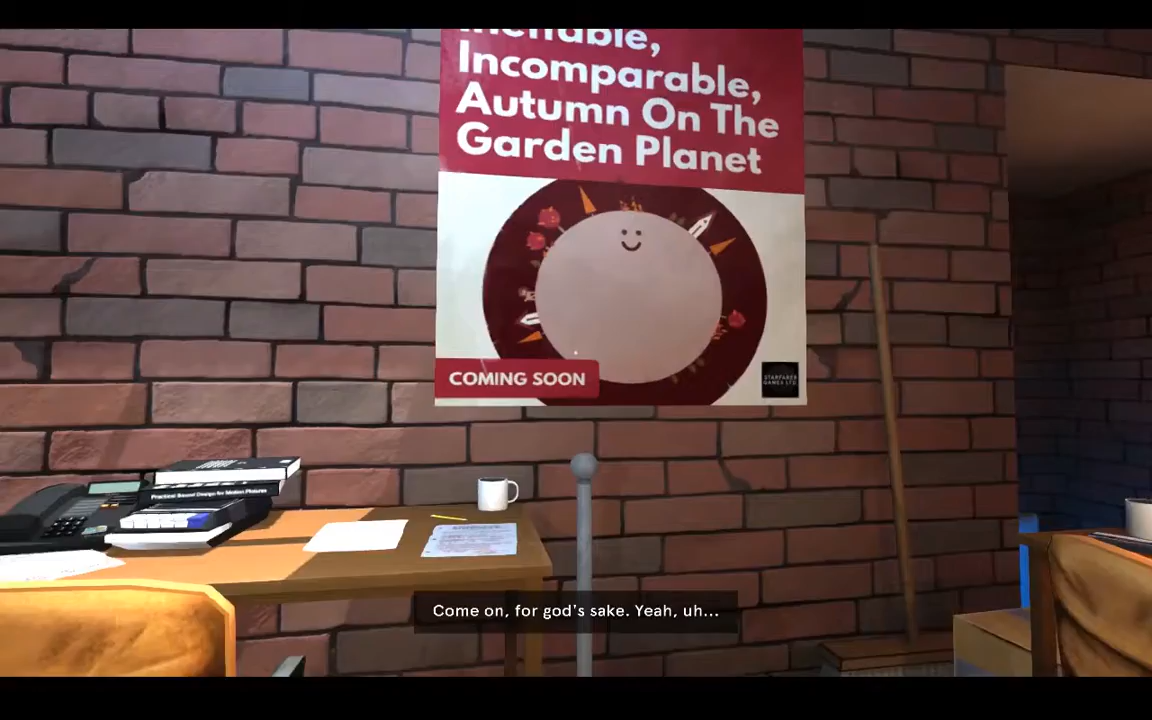 Ineffable,
Incomparable,
Autumn On The
Garden Planet
COMING SOON
STARFARER
GAMES LTD
Practical Sound Design for Motion Pictures
Come on, for god's sake. Yeah, uh...